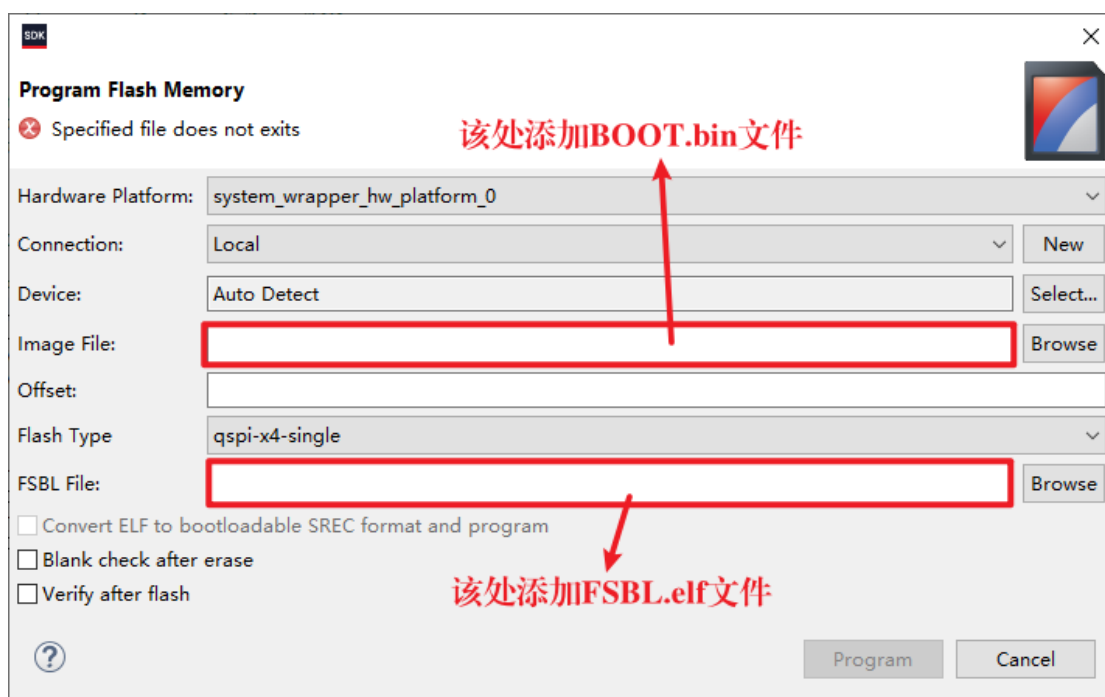 SDK
Program Flash Memory
Specified file does not exits
该处添加BOOT.bin文件
Hardware Platform: system_wrapper_hw_platform_0
Connection: Local New
Device: Auto Detect Select...
Image File: Browse
Offset:
Flash Type qspi-x4-single
FSBL File: Browse
Convert ELF to bootloadable SREC format and program
Blank check after erase
Verify after flash
该处添加FSBL.elf文件
? Program Cancel